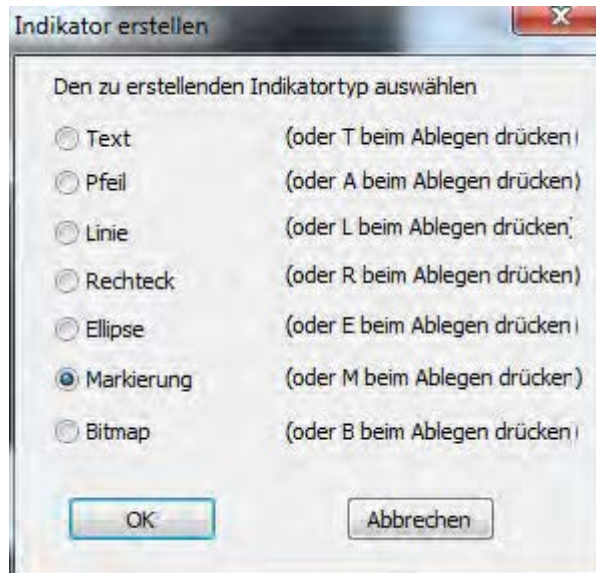 Indikator erstellen
Den zu erstellenden Indikatortyp auswählen
Text (oder T beim Ablegen drücken)
Pfeil (oder A beim Ablegen drücken)
Linie (oder L beim Ablegen drücken)
Rechteck (oder R beim Ablegen drücken)
Ellipse (oder E beim Ablegen drücken)
Markierung (oder M beim Ablegen drücken)
Bitmap (oder B beim Ablegen drücken)
OK Abbrechen